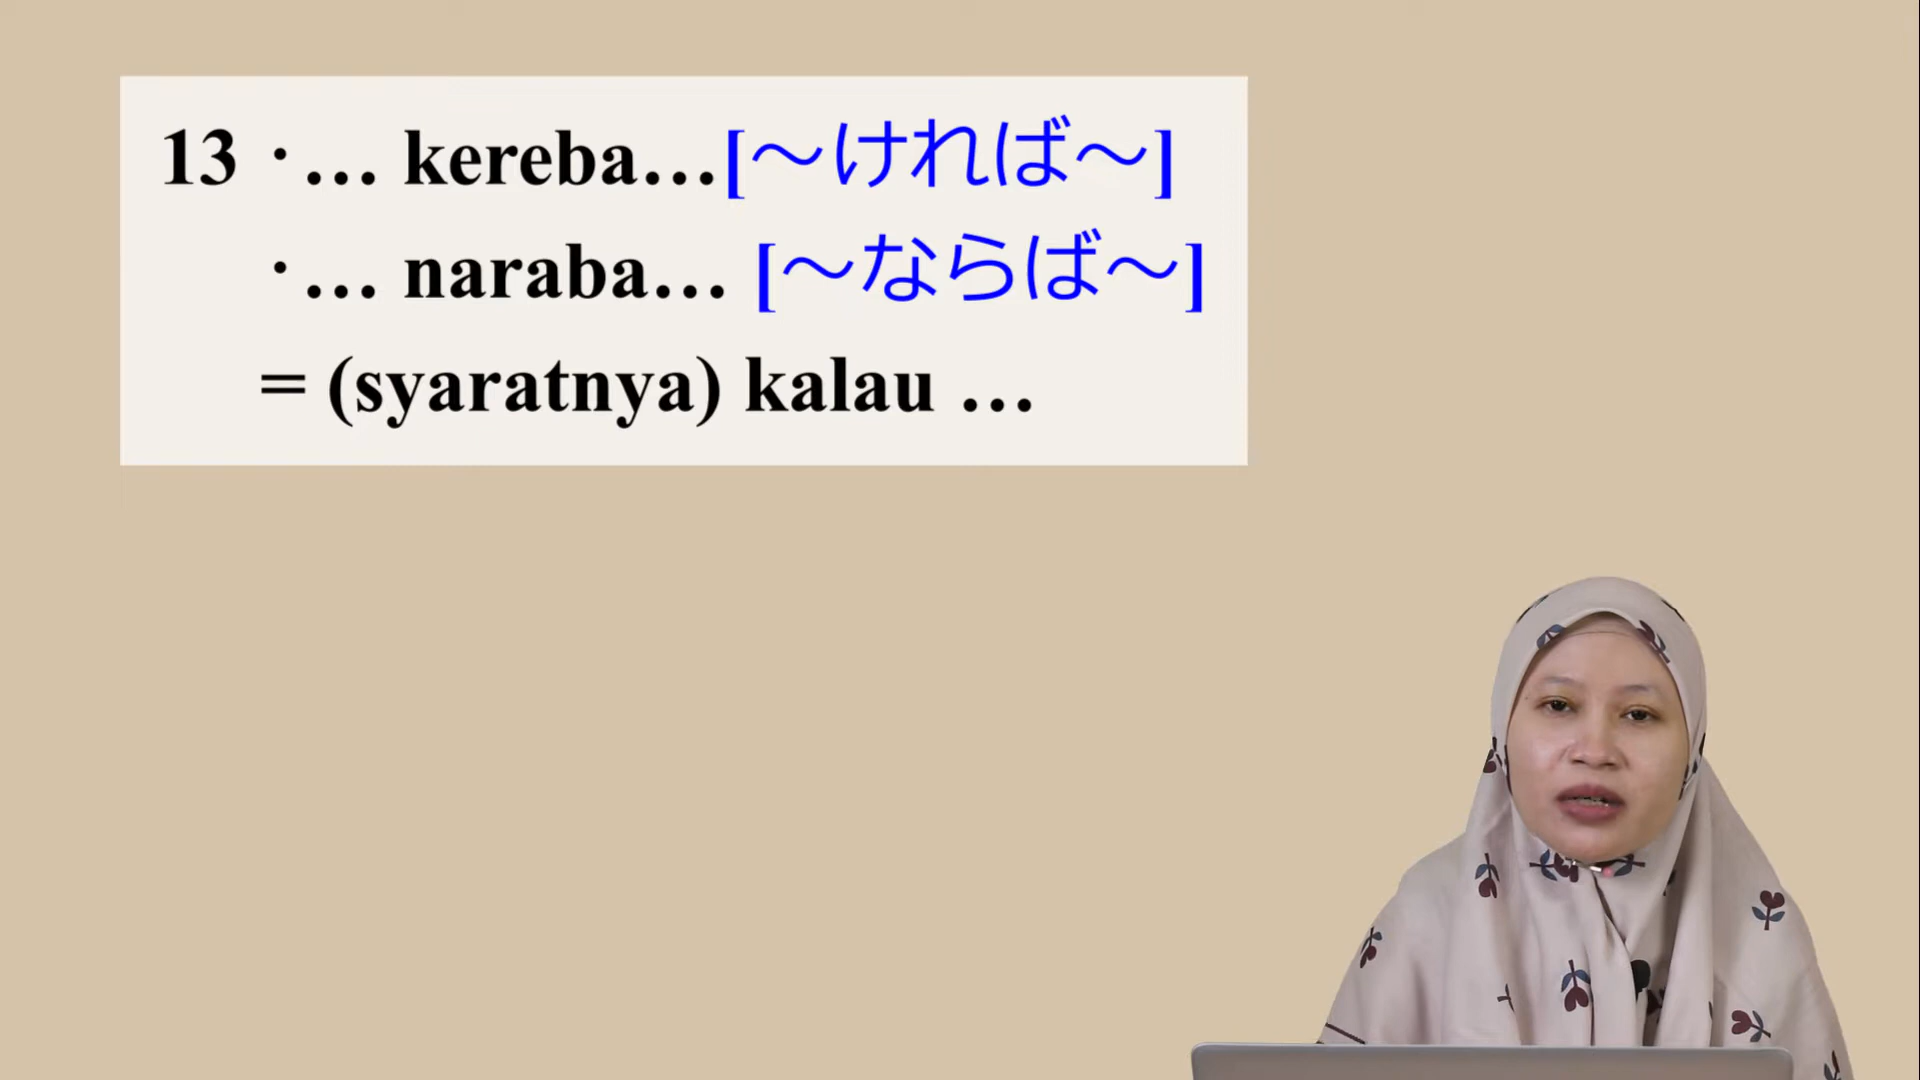 13 ・… kereba…[～ければ～]
・… naraba… [～ならば～]
= (syaratnya) kalau …